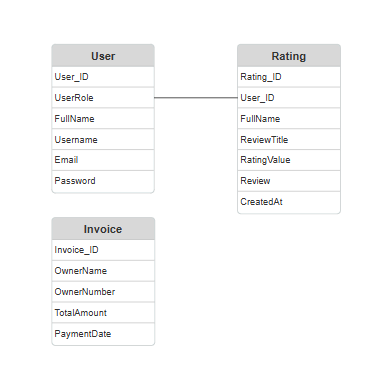 User
User_ID
UserRole
FullName
Username
Email
Password
Rating
Rating_ID
User_ID
FullName
ReviewTitle
RatingValue
Review
CreatedAt
Invoice
Invoice_ID
OwnerName
OwnerNumber
TotalAmount
PaymentDate